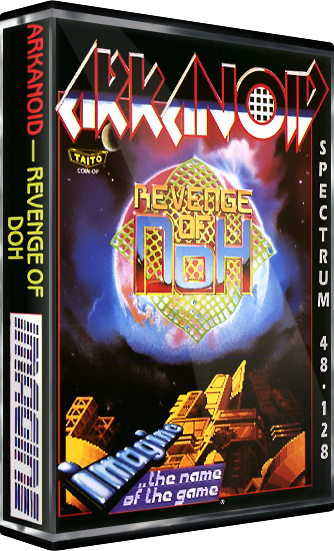 ARKANOID — REVENGE OF
DOH
IMAGINE
ARKANOID
TAITO
COIN-OP
REVENGE
OF
DOH
SPECTRUM 48 128
imagine
...the name
of the game
®